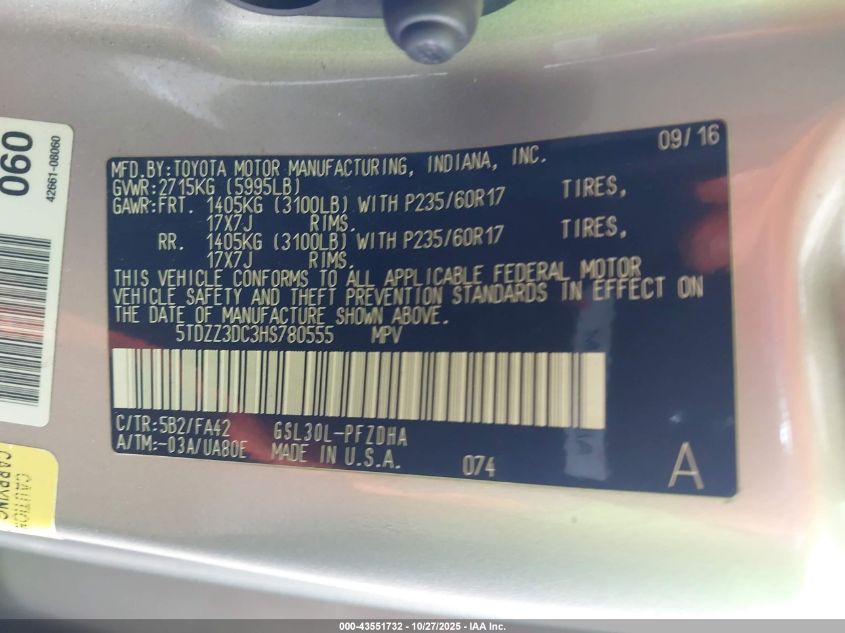 09/16
MFD.BY:TOYOTA MOTOR MANUFACTURING, INDIANA, INC.
GVWR:2715KG (5995LB)
GAWR:FRT. 1405KG (3100LB) WITH P235/60R17 TIRES,
17X7J RIMS.
RR. 1405KG (3100LB) WITH P235/60R17 TIRES,
17X7J RIMS.
THIS VEHICLE CONFORMS TO ALL APPLICABLE FEDERAL MOTOR
VEHICLE SAFETY AND THEFT PREVENTION STANDARDS IN EFFECT ON
THE DATE OF MANUFACTURE SHOWN ABOVE.
5TDZZ3DC3HS780555 MPV
C/TR:5B2/FA42 GSL30L-PFZDHA
A/TM:-03A/UA80E MADE IN U.S.A. 074 A
060
42661-08060
CAUTION
CARRYING
000-43551732 - 10/27/2025 - IAA Inc.